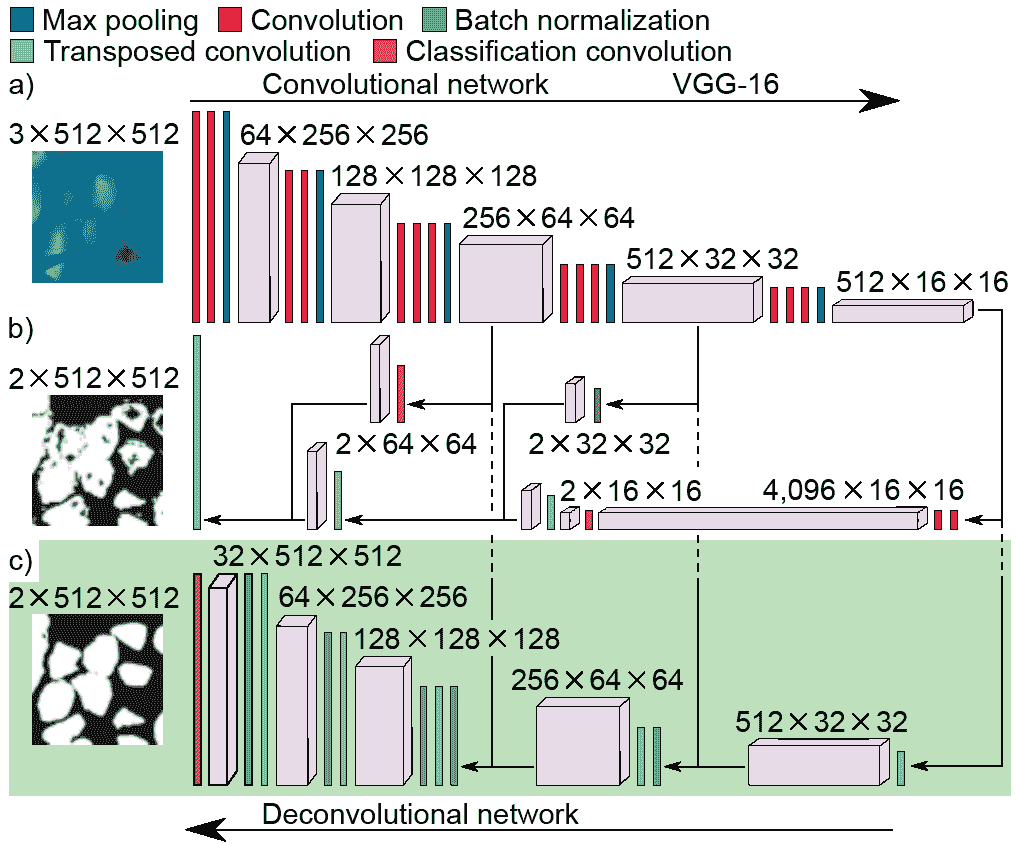 Max pooling Convolution Batch normalization
Transposed convolution Classification convolution
a) Convolutional network VGG-16
3×512×512
64×256×256
128×128×128
256×64×64
512×32×32
512×16×16
b)
2×512×512
2×64×64
2×32×32
2×16×16
4,096×16×16
c)
2×512×512
32×512×512
64×256×256
128×128×128
256×64×64
512×32×32
Deconvolutional network